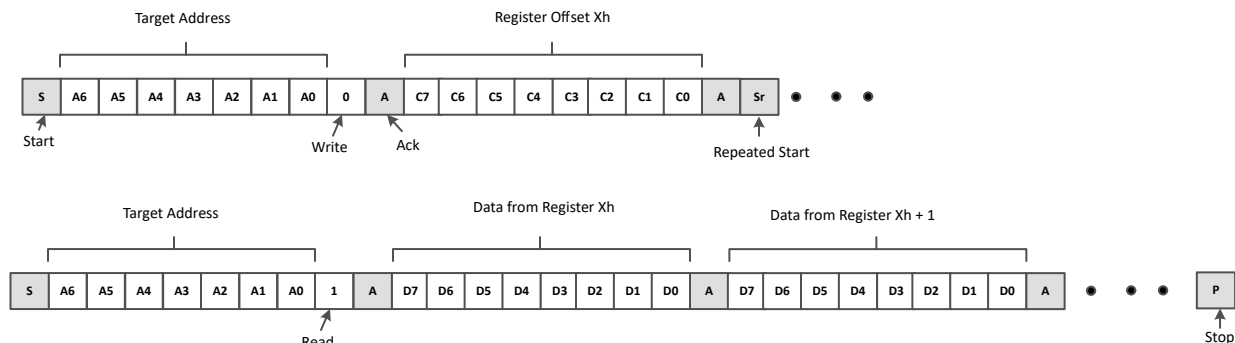 Target Address Register Offset Xh
S A6 A5 A4 A3 A2 A1 A0 0 A C7 C6 C5 C4 C3 C2 C1 C0 A Sr
Start Write Ack Repeated Start
Target Address Data from Register Xh Data from Register Xh + 1
S A6 A5 A4 A3 A2 A1 A0 1 A D7 D6 D5 D4 D3 D2 D1 D0 A D7 D6 D5 D4 D3 D2 D1 D0 A P
Read Stop